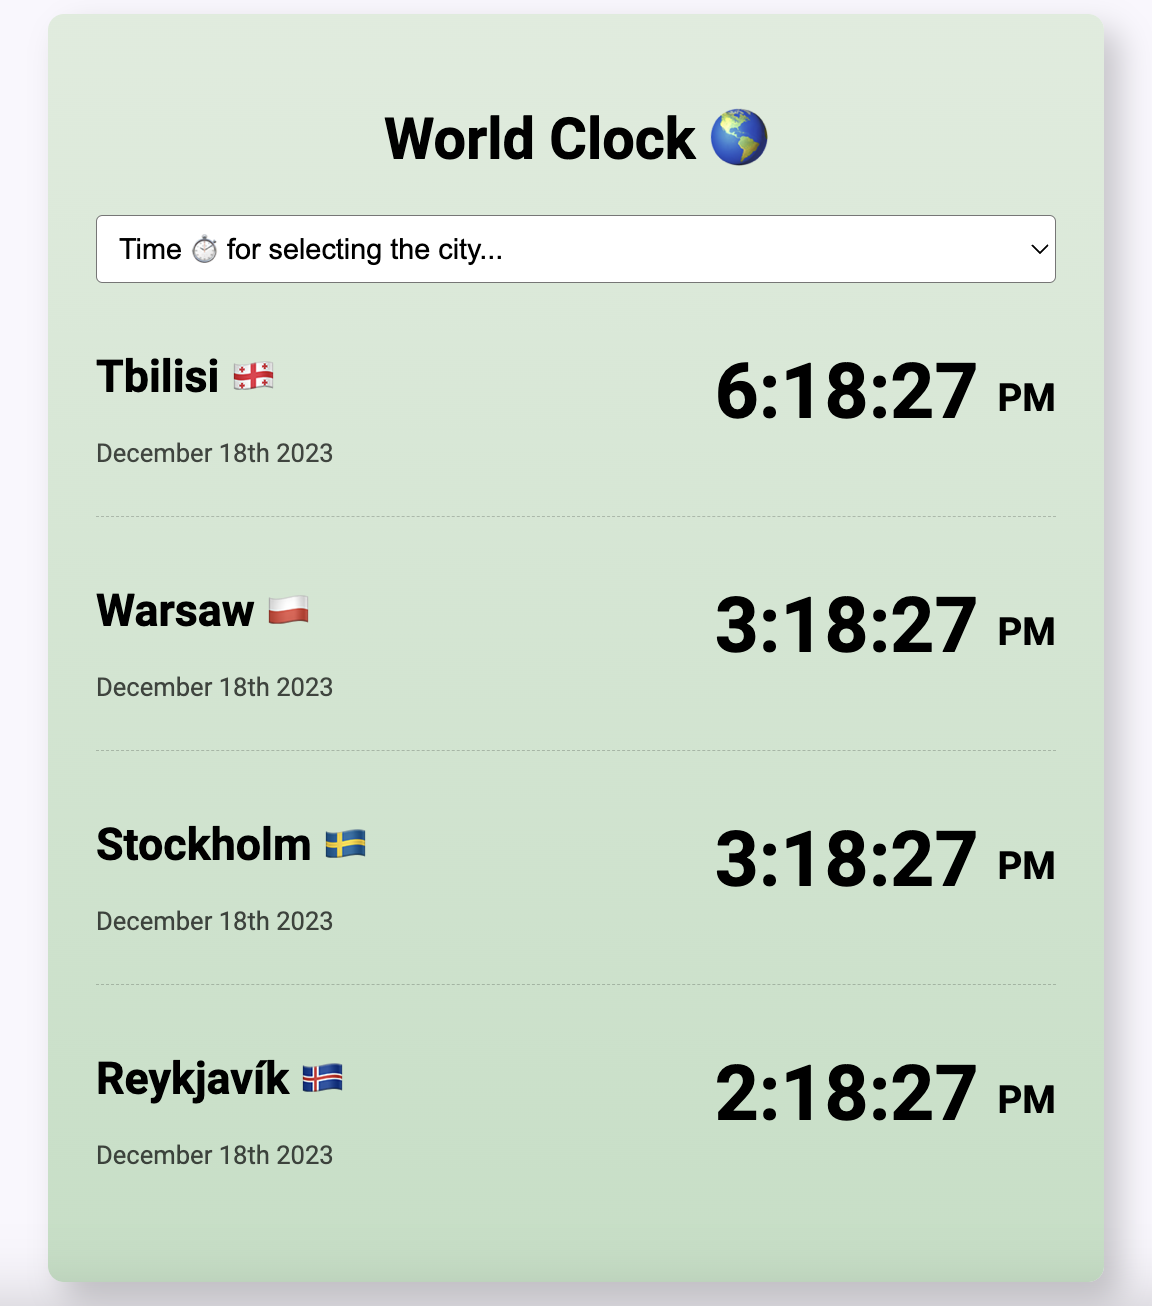 World Clock 🌎
Time ⏱️ for selecting the city...
Tbilisi 🇬🇪
6:18:27 PM
December 18th 2023
Warsaw 🇵🇱
3:18:27 PM
December 18th 2023
Stockholm 🇸🇪
3:18:27 PM
December 18th 2023
Reykjavík 🇮🇸
2:18:27 PM
December 18th 2023